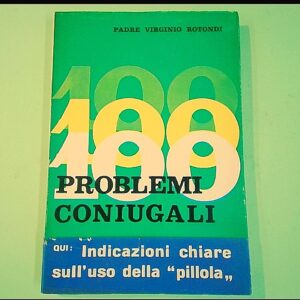 PADRE VIRGINIO ROTONDI
100
100
100
PROBLEMI
CONIUGALI
QUI: Indicazioni chiare
sull'uso della "pillola„